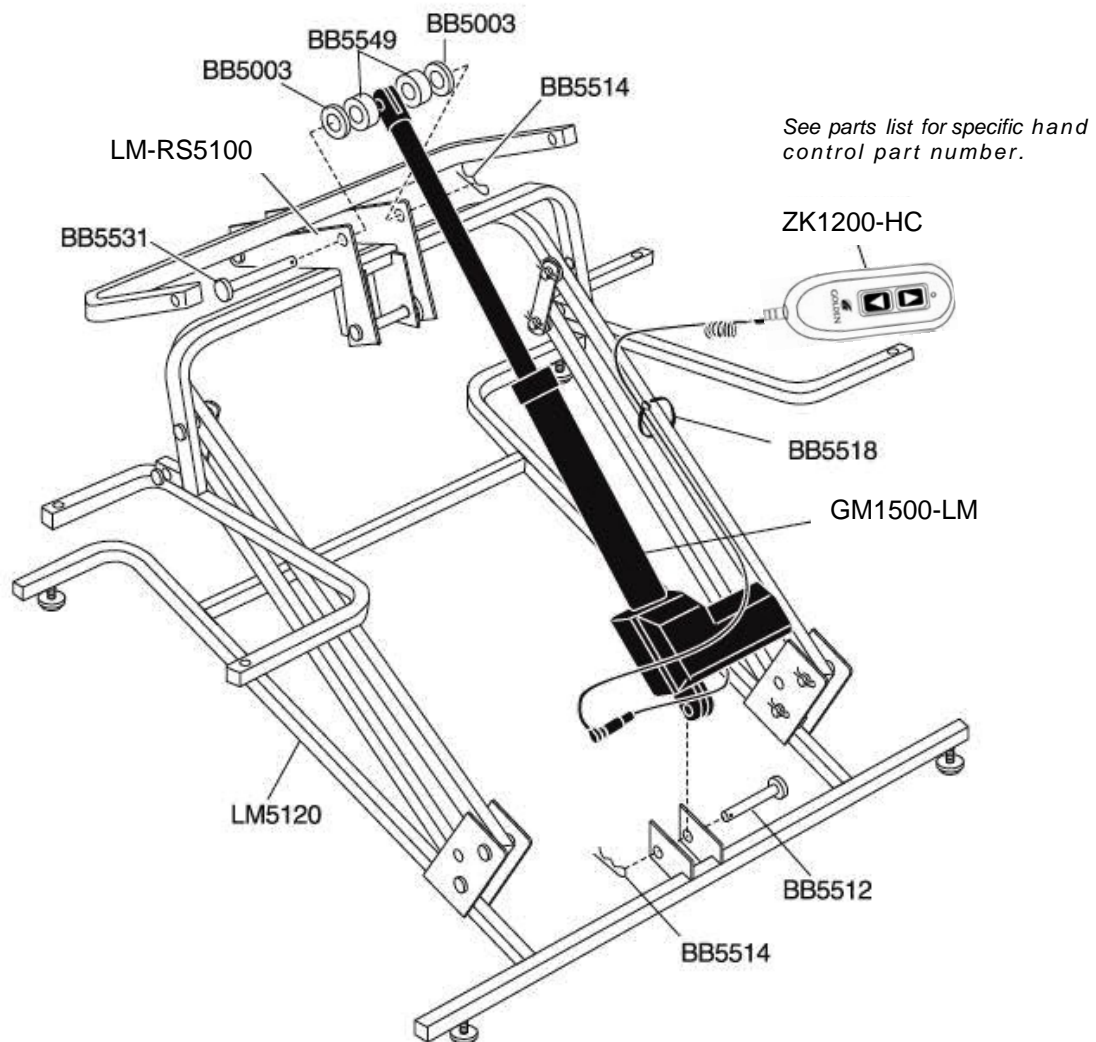 BB5003
BB5549
BB5003
BB5514
See parts list for specific hand
control part number.
LM-RS5100
ZK1200-HC
BB5531
GOLDEN
BB5518
GM1500-LM
LM5120
BB5512
BB5514